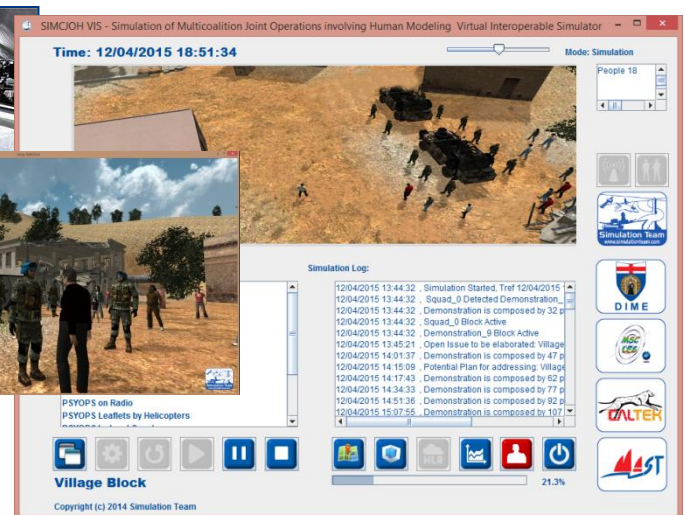 SIMCJOH VIS - Simulation of Multicoalition Joint Operations involving Human Modeling Virtual Interoperable Simulator
Time: 12/04/2015 18:51:34
Mode: Simulation
People 18
Simulation Team
www.simulationteam.com
Simulation Log:
12/04/2015 13:44:32 , Simulation Started, Tref 12/04/2015
12/04/2015 13:44:32 , Squad_0 Detected Demonstration_
12/04/2015 13:44:32 , Demonstration is composed by 32 p
12/04/2015 13:44:32 , Squad_0 Block Active
12/04/2015 13:44:32 , Demonstration_9 Block Active
12/04/2015 13:45:21 , Open Issue to be elaborated: Village
12/04/2015 14:01:37 , Demonstration is composed by 47 p
12/04/2015 14:15:09 , Potential Plan for addressing: Village
12/04/2015 14:17:43 , Demonstration is composed by 62 p
12/04/2015 14:34:33 , Demonstration is composed by 77 p
12/04/2015 14:51:36 , Demonstration is composed by 92 p
12/04/2015 15:07:55 , Demonstration is composed by 107
DIME
CALTEK
MAST
PSYOPS on Radio
PSYOPS Leaflets by Helicopters
HLA
21.3%
Village Block
Copyright (c) 2014 Simulation Team